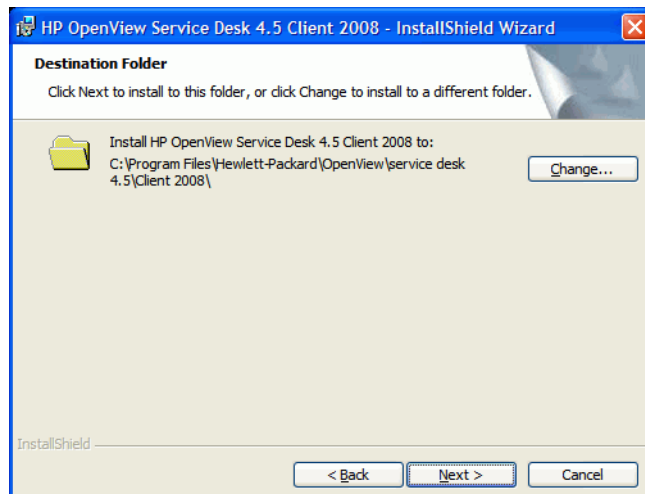 HP OpenView Service Desk 4.5 Client 2008 - InstallShield Wizard
Destination Folder
Click Next to install to this folder, or click Change to install to a different folder.
Install HP OpenView Service Desk 4.5 Client 2008 to:
C:\Program Files\Hewlett-Packard\OpenView\service desk
4.5\Client 2008\
Change...
InstallShield
< Back
Next >
Cancel